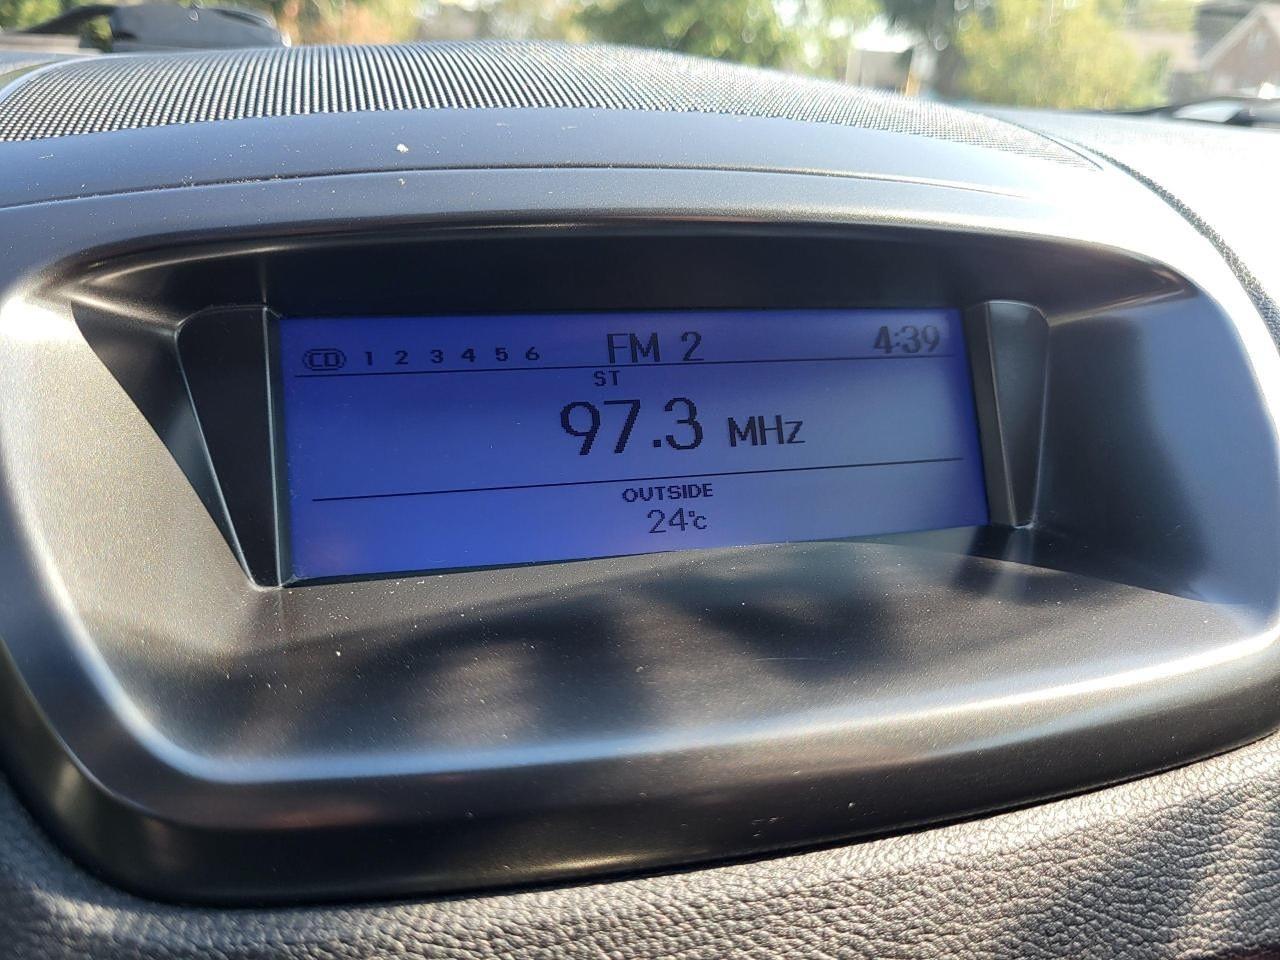 CD 1 2 3 4 5 6 FM 2 4:39
ST
97.3 MHz
OUTSIDE
24°C